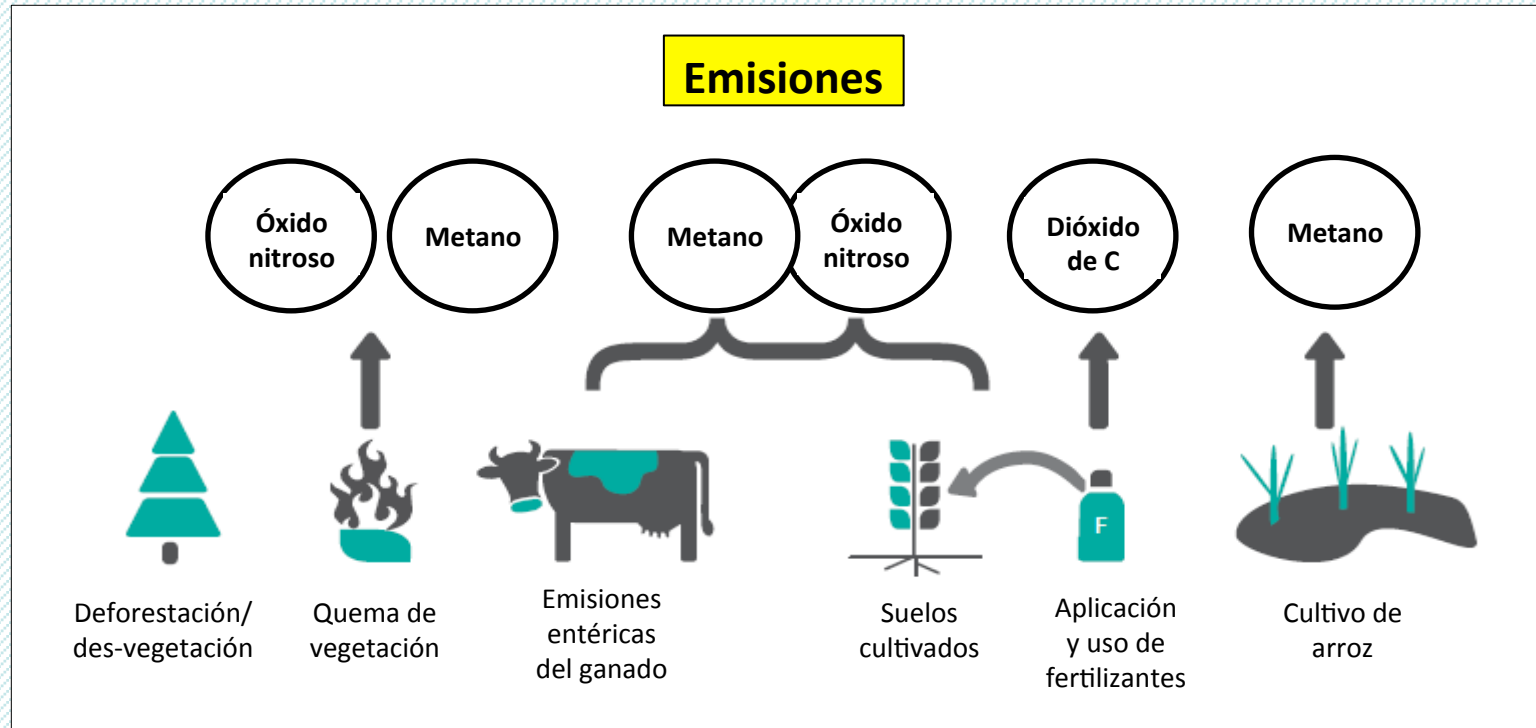 Emisiones
Óxido
nitroso
Metano
Metano
Óxido
nitroso
Dióxido
de C
Metano
F
Deforestación/
des-vegetación
Quema de
vegetación
Emisiones
entéricas
del ganado
Suelos
cultivados
Aplicación
y uso de
fertilizantes
Cultivo de
arroz